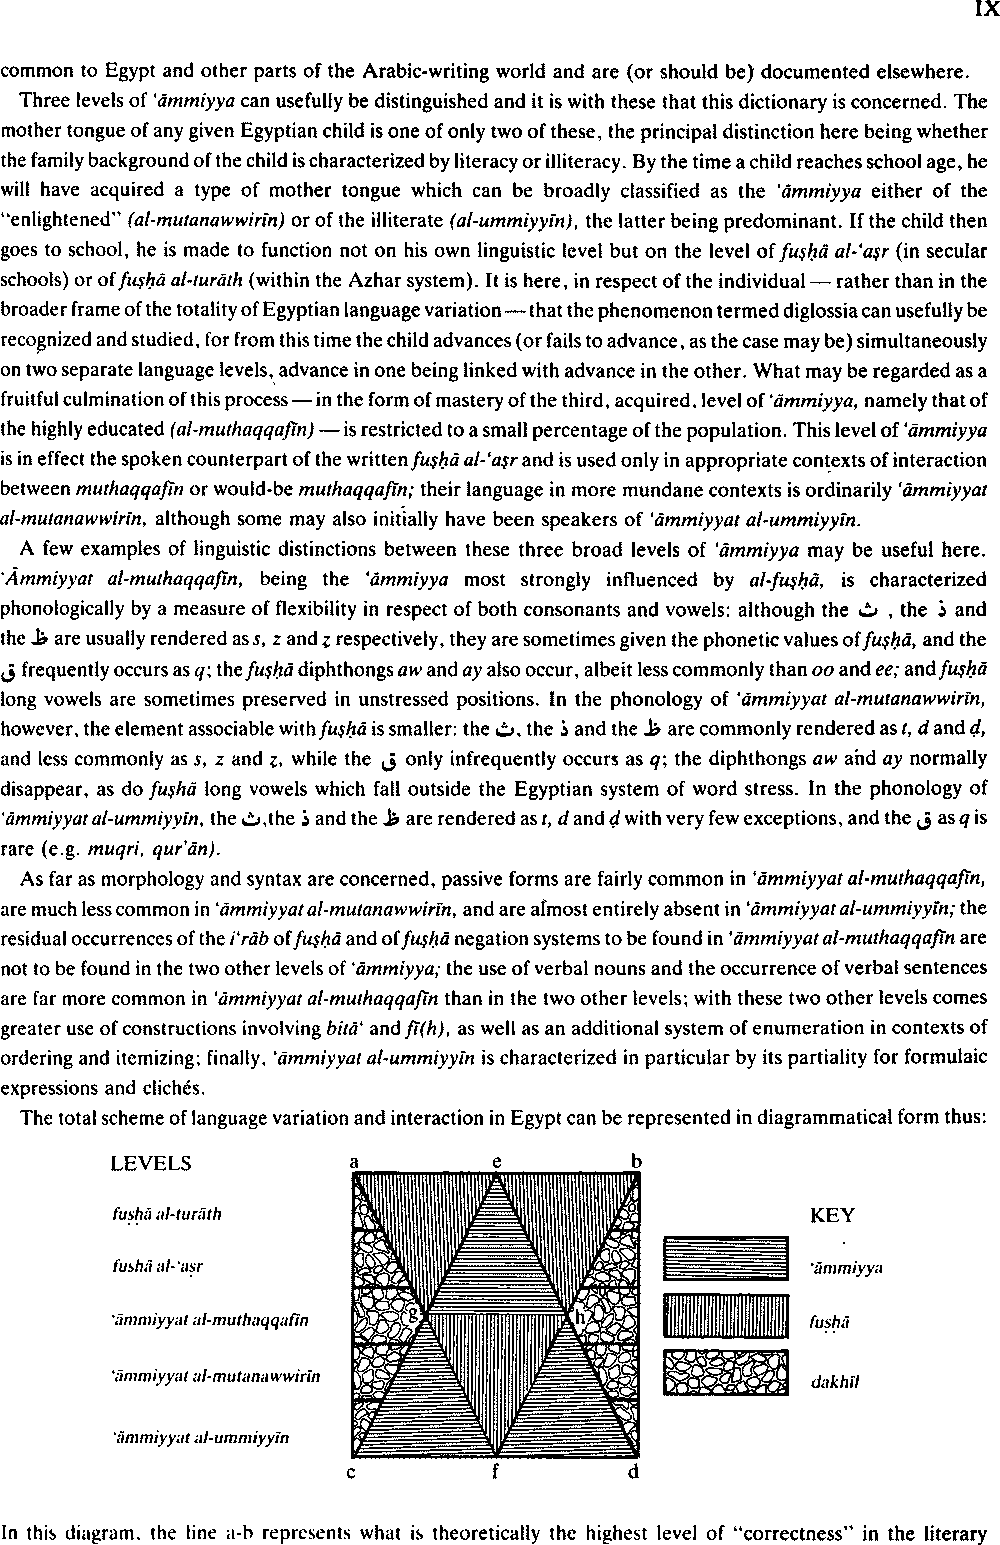 IX
common to Egypt and other parts of the Arabic-writing world and are (or should be) documented elsewhere.
Three levels of ‘āmmiyya can usefully be distinguished and it is with these that this dictionary is concerned. The
mother tongue of any given Egyptian child is one of only two of these, the principal distinction here being whether
the family background of the child is characterized by literacy or illiteracy. By the time a child reaches school age, he
will have acquired a type of mother tongue which can be broadly classified as the ‘āmmiyya either of the
“enlightened” (al-mutanawwirīn) or of the illiterate (al-ummiyyīn), the latter being predominant. If the child then
goes to school, he is made to function not on his own linguistic level but on the level of fuṣḥā al-‘aṣr (in secular
schools) or of fuṣḥā al-turāth (within the Azhar system). It is here, in respect of the individual — rather than in the
broader frame of the totality of Egyptian language variation — that the phenomenon termed diglossia can usefully be
recognized and studied, for from this time the child advances (or fails to advance, as the case may be) simultaneously
on two separate language levels, advance in one being linked with advance in the other. What may be regarded as a
fruitful culmination of this process — in the form of mastery of the third, acquired, level of ‘āmmiyya, namely that of
the highly educated (al-muthaqqafīn) — is restricted to a small percentage of the population. This level of ‘āmmiyya
is in effect the spoken counterpart of the written fuṣḥā al-‘aṣr and is used only in appropriate contexts of interaction
between muthaqqafīn or would-be muthaqqafīn; their language in more mundane contexts is ordinarily ‘āmmiyyat
al-mutanawwirīn, although some may also initially have been speakers of ‘āmmiyyat al-ummiyyīn.
A few examples of linguistic distinctions between these three broad levels of ‘āmmiyya may be useful here.
‘Āmmiyyat al-muthaqqafīn, being the ‘āmmiyya most strongly influenced by al-fuṣḥā, is characterized
phonologically by a measure of flexibility in respect of both consonants and vowels: although the ث , the ذ and
the ظ are usually rendered as s, z and ẓ respectively, they are sometimes given the phonetic values of fuṣḥā, and the
ق frequently occurs as q; the fuṣḥā diphthongs aw and ay also occur, albeit less commonly than oo and ee; and fuṣḥā
long vowels are sometimes preserved in unstressed positions. In the phonology of ‘āmmiyyat al-mutanawwirīn,
however, the element associable with fuṣḥā is smaller: the ث, the ذ and the ظ are commonly rendered as t, d and ḍ,
and less commonly as s, z and ẓ, while the ق only infrequently occurs as q; the diphthongs aw and ay normally
disappear, as do fuṣḥā long vowels which fall outside the Egyptian system of word stress. In the phonology of
‘āmmiyyat al-ummiyyīn, the ث,the ذ and the ظ are rendered as t, d and ḍ with very few exceptions, and the ق as q is
rare (e.g. muqri, qur’ān).
As far as morphology and syntax are concerned, passive forms are fairly common in ‘āmmiyyat al-muthaqqafīn,
are much less common in ‘āmmiyyat al-mutanawwirīn, and are almost entirely absent in ‘āmmiyyat al-ummiyyīn; the
residual occurrences of the i‘rāb of fuṣḥā and of fuṣḥā negation systems to be found in ‘āmmiyyat al-muthaqqafīn are
not to be found in the two other levels of ‘āmmiyya; the use of verbal nouns and the occurrence of verbal sentences
are far more common in ‘āmmiyyat al-muthaqqafīn than in the two other levels; with these two other levels comes
greater use of constructions involving bitā‘ and fī(h), as well as an additional system of enumeration in contexts of
ordering and itemizing; finally, ‘āmmiyyat al-ummiyyīn is characterized in particular by its partiality for formulaic
expressions and clichés.
The total scheme of language variation and interaction in Egypt can be represented in diagrammatical form thus:
LEVELS
a e b
fuṣḥā al-turāth
KEY
fuṣḥā al-‘aṣr
‘āmmiyya
‘āmmiyyat al-muthaqqafīn
g h
fuṣḥā
‘āmmiyyat al-mutanawwirīn
dakhīl
‘āmmiyyat al-ummiyyīn
c f d
In this diagram, the line a-b represents what is theoretically the highest level of “correctness” in the literary